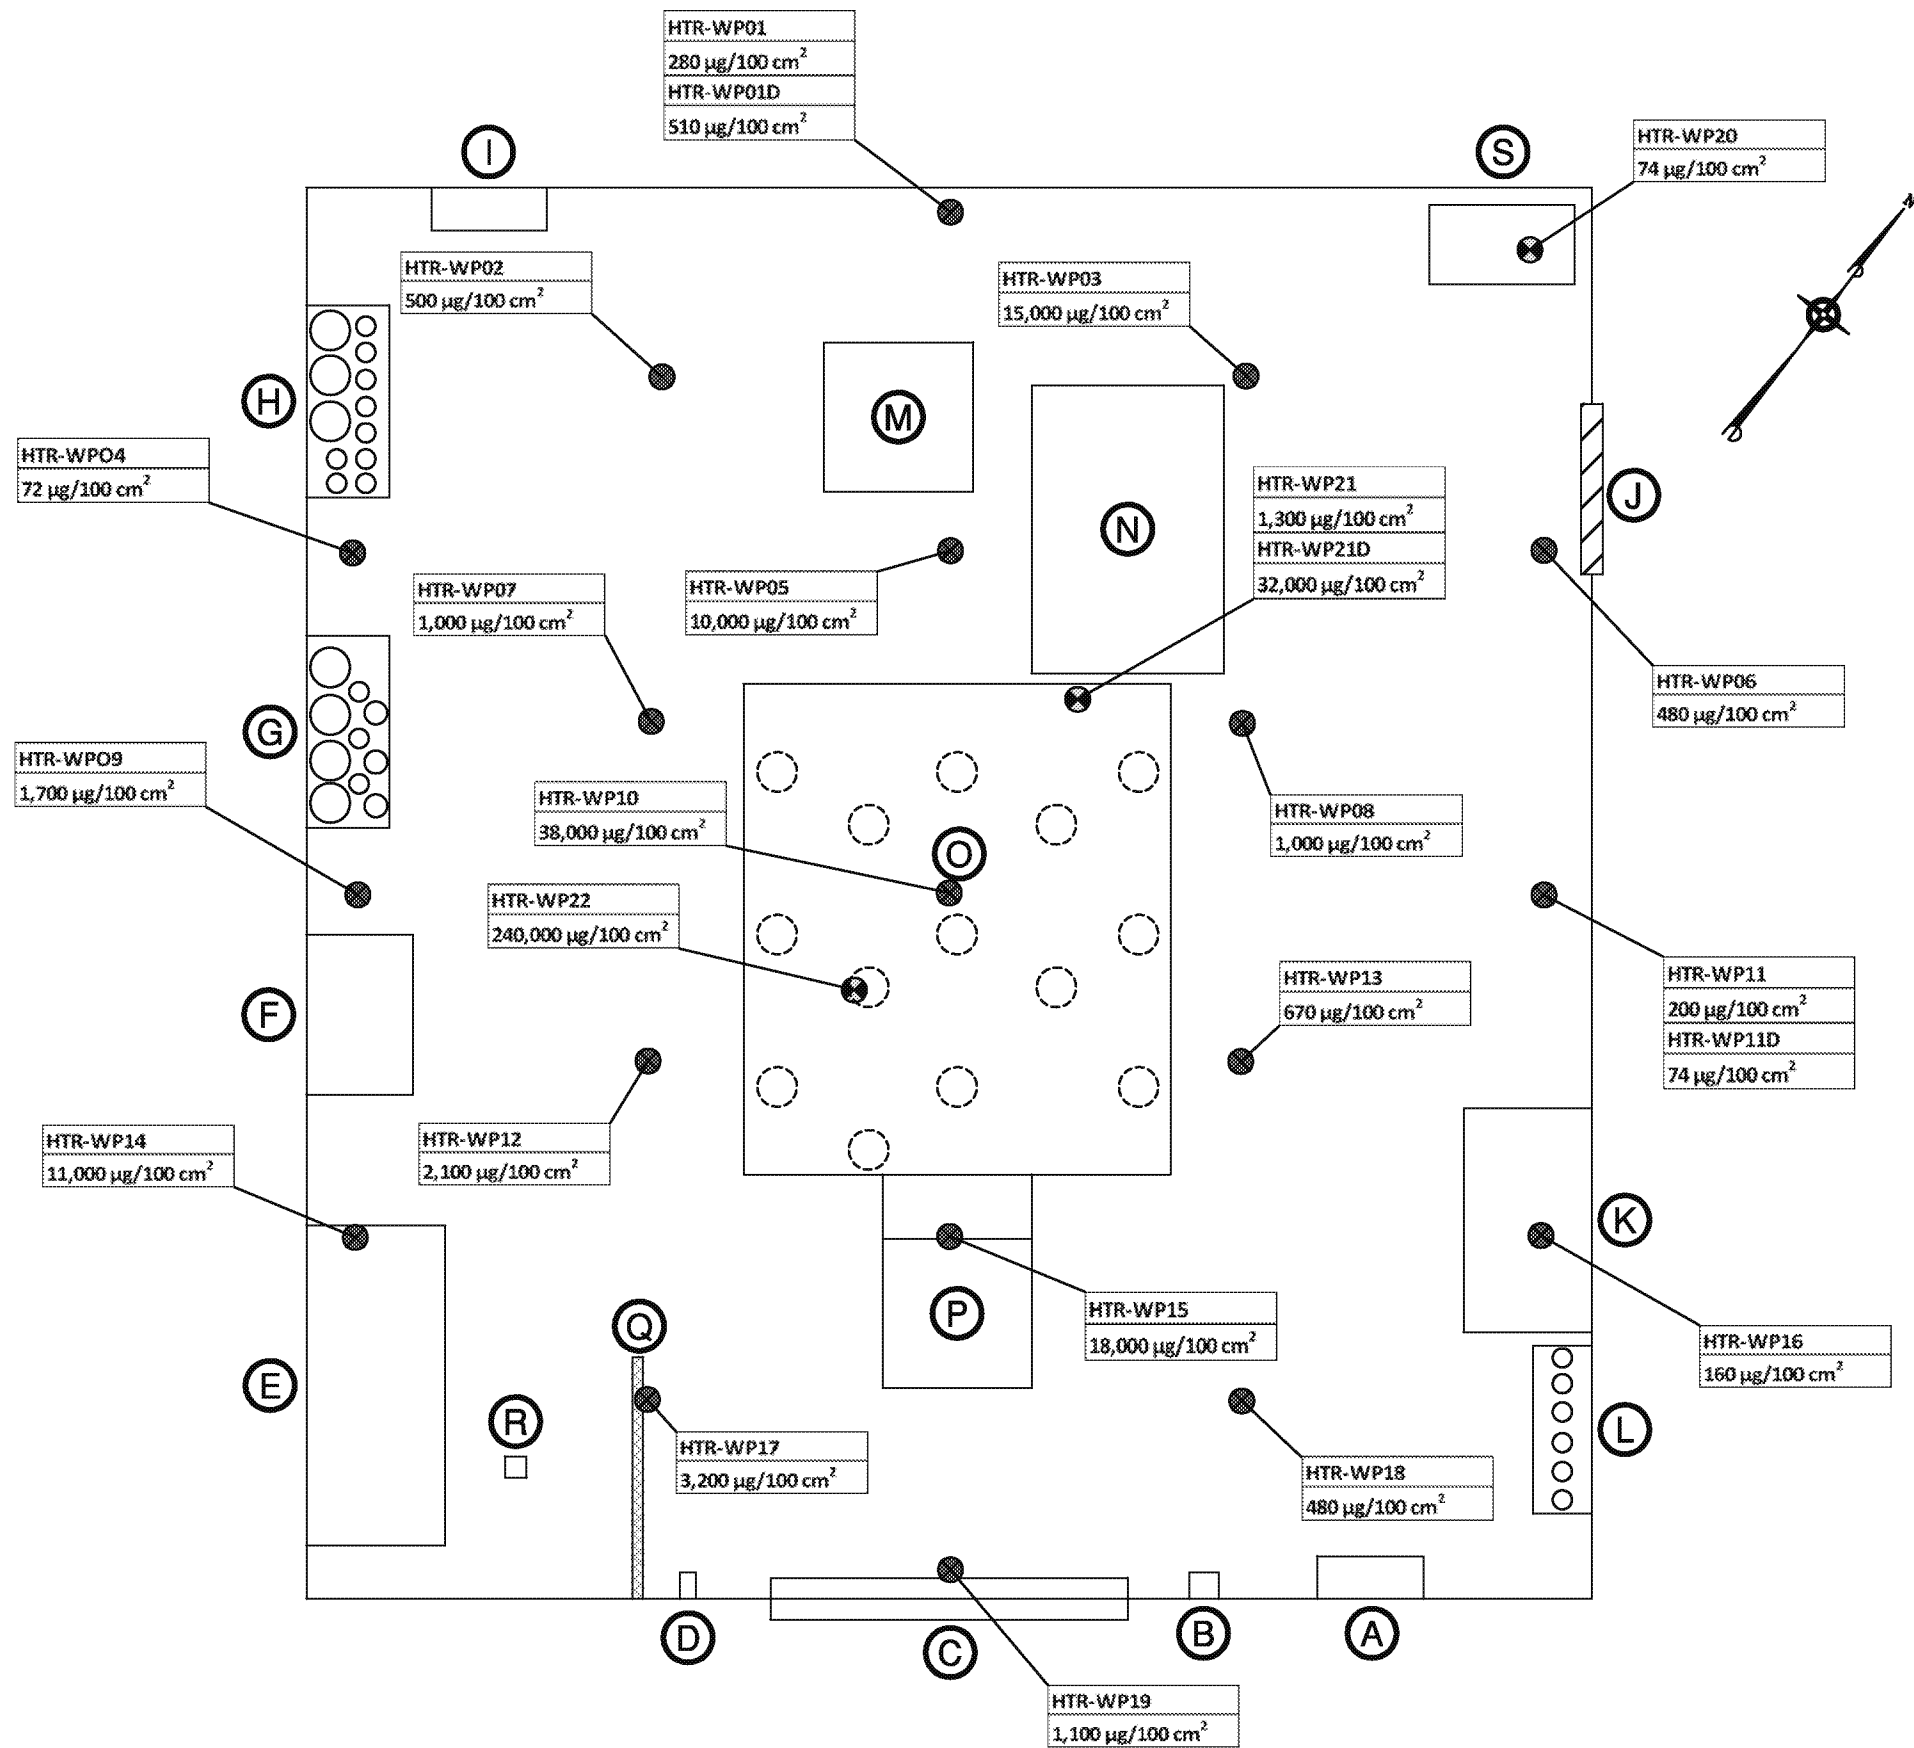 HTR-WP01
280 µg/100 cm²
HTR-WP01D
510 µg/100 cm²
I
S
HTR-WP20
74 µg/100 cm²
HTR-WP02
500 µg/100 cm²
HTR-WP03
15,000 µg/100 cm²
H
M
HTR-WPO4
72 µg/100 cm²
N
HTR-WP21
1,300 µg/100 cm²
HTR-WP21D
32,000 µg/100 cm²
J
HTR-WP07
1,000 µg/100 cm²
HTR-WP05
10,000 µg/100 cm²
HTR-WP06
480 µg/100 cm²
G
HTR-WPO9
1,700 µg/100 cm²
HTR-WP10
38,000 µg/100 cm²
O
HTR-WP08
1,000 µg/100 cm²
HTR-WP22
240,000 µg/100 cm²
F
HTR-WP13
670 µg/100 cm²
HTR-WP11
200 µg/100 cm²
HTR-WP11D
74 µg/100 cm²
HTR-WP14
11,000 µg/100 cm²
HTR-WP12
2,100 µg/100 cm²
K
E
Q
P
HTR-WP15
18,000 µg/100 cm²
HTR-WP16
160 µg/100 cm²
R
L
HTR-WP17
3,200 µg/100 cm²
HTR-WP18
480 µg/100 cm²
D
C
B
A
HTR-WP19
1,100 µg/100 cm²